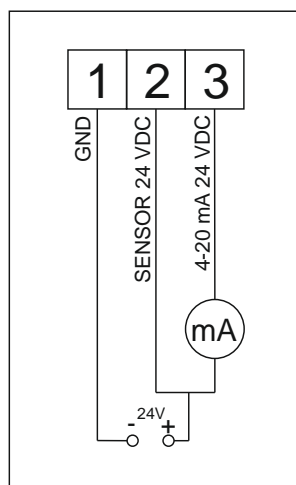 1 2 3
GND
SENSOR 24 VDC
4-20 mA 24 VDC
mA
- 24V +